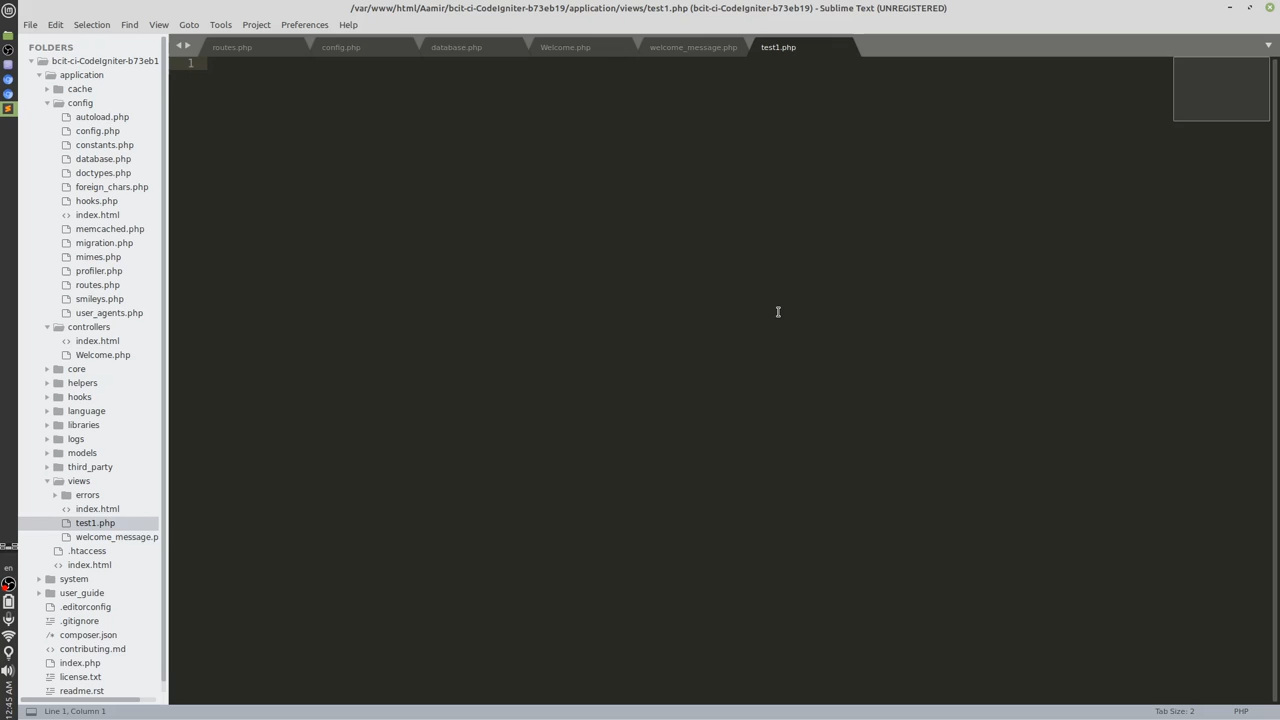 /var/www/html/Aamir/bcit-ci-CodeIgniter-b73eb19/application/views/test1.php (bcit-ci-CodeIgniter-b73eb19) - Sublime Text (UNREGISTERED)
File Edit Selection Find View Goto Tools Project Preferences Help
FOLDERS
routes.php config.php database.php Welcome.php welcome_message.php test1.php
1
bcit-ci-CodeIgniter-b73eb1
application
cache
config
autoload.php
config.php
constants.php
database.php
doctypes.php
foreign_chars.php
hooks.php
index.html
memcached.php
migration.php
mimes.php
profiler.php
routes.php
smileys.php
user_agents.php
controllers
index.html
Welcome.php
core
helpers
hooks
language
libraries
logs
models
third_party
views
errors
index.html
test1.php
welcome_message.p
.htaccess
index.html
system
user_guide
.editorconfig
.gitignore
composer.json
contributing.md
index.php
license.txt
readme.rst
en
12:45 AM
Line 1, Column 1
Tab Size: 2
PHP